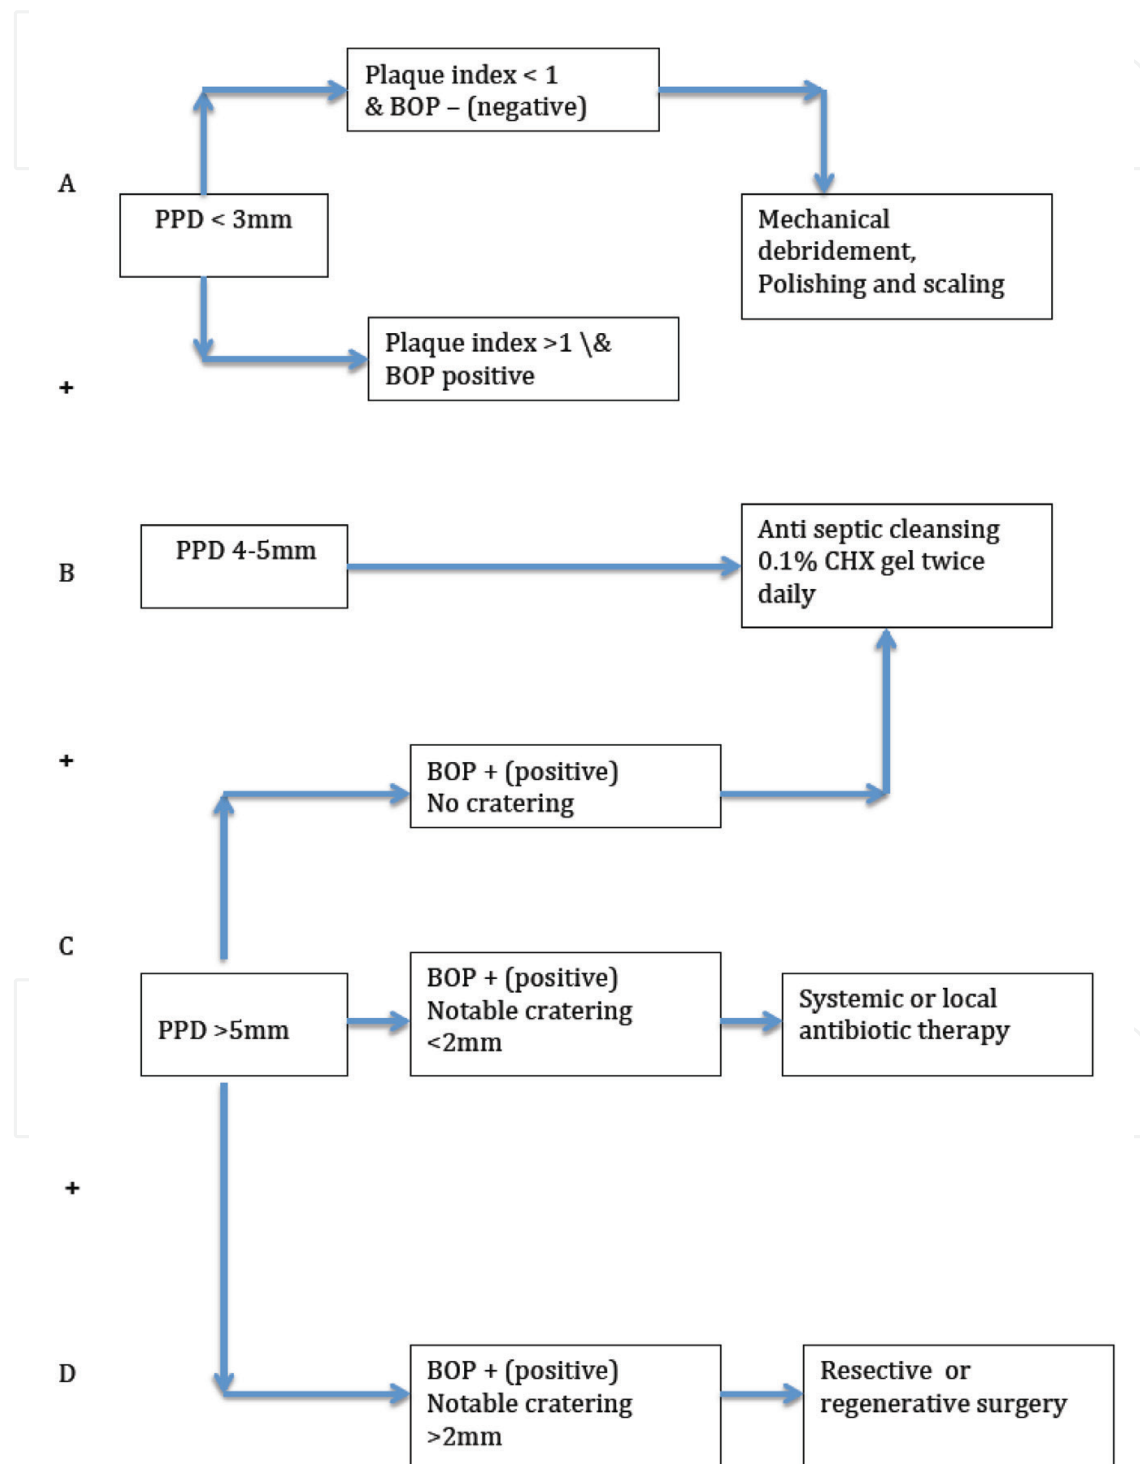 Plaque index < 1
& BOP – (negative)
A
PPD < 3mm
Mechanical
debridement,
Polishing and scaling
Plaque index >1 \&
BOP positive
+
B
PPD 4-5mm
Anti septic cleansing
0.1% CHX gel twice
daily
+
BOP + (positive)
No cratering
C
PPD >5mm
BOP + (positive)
Notable cratering
<2mm
Systemic or local
antibiotic therapy
+
D
BOP + (positive)
Notable cratering
>2mm
Resective or
regenerative surgery